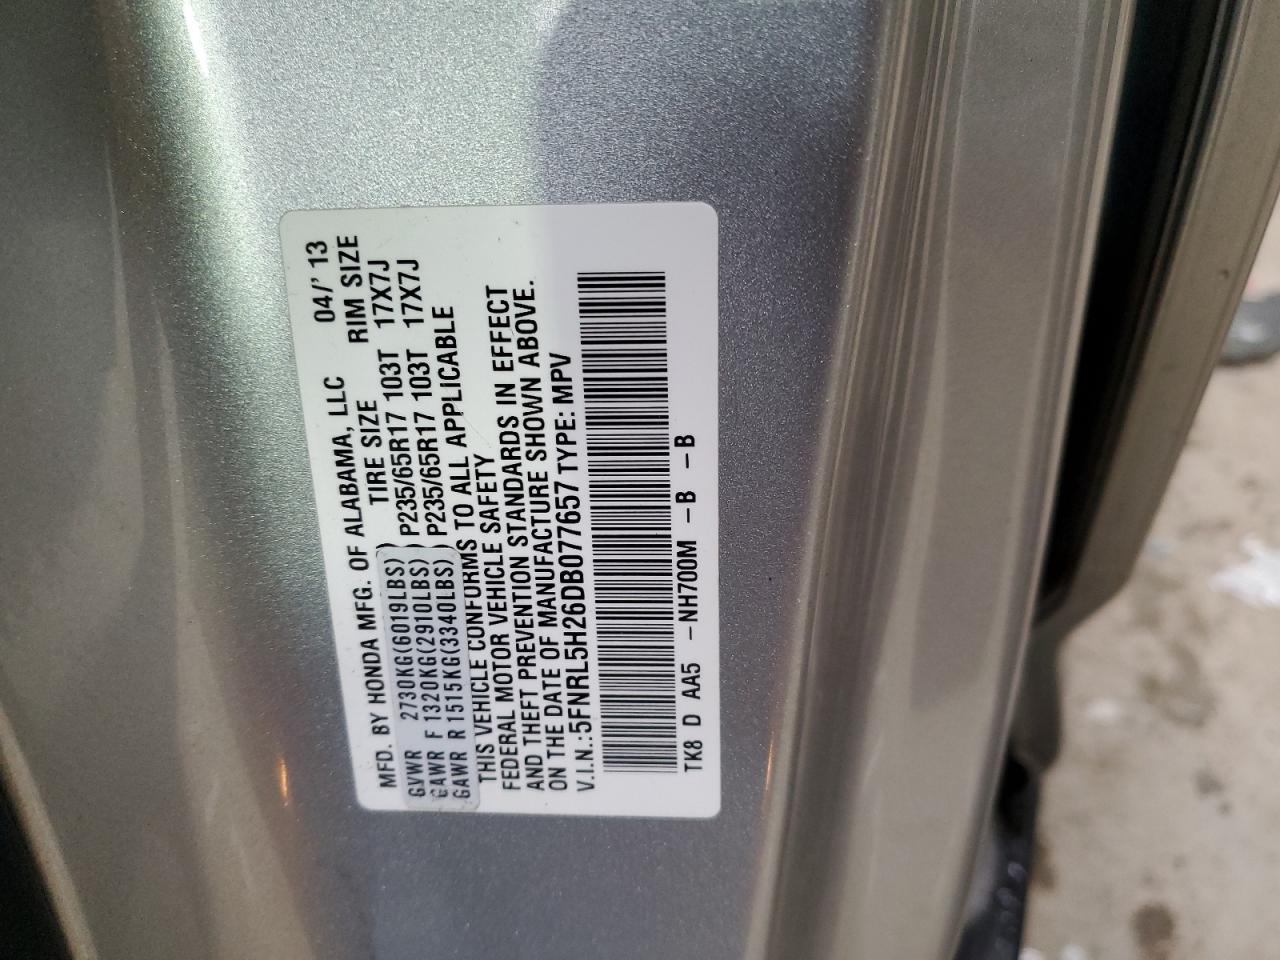 MFD. BY HONDA MFG. OF ALABAMA, LLC 04/'13
TIRE SIZE RIM SIZE
GVWR 2730KG(6019LBS)
GAWR F 1320KG(2910LBS) P235/65R17 103T 17X7J
GAWR R 1515KG(3340LBS) P235/65R17 103T 17X7J
THIS VEHICLE CONFORMS TO ALL APPLICABLE
FEDERAL MOTOR VEHICLE SAFETY
AND THEFT PREVENTION STANDARDS IN EFFECT
ON THE DATE OF MANUFACTURE SHOWN ABOVE.
V.I.N.:5FNRL5H26DB077657 TYPE: MPV
TK8 D AA5 -NH700M -B -B